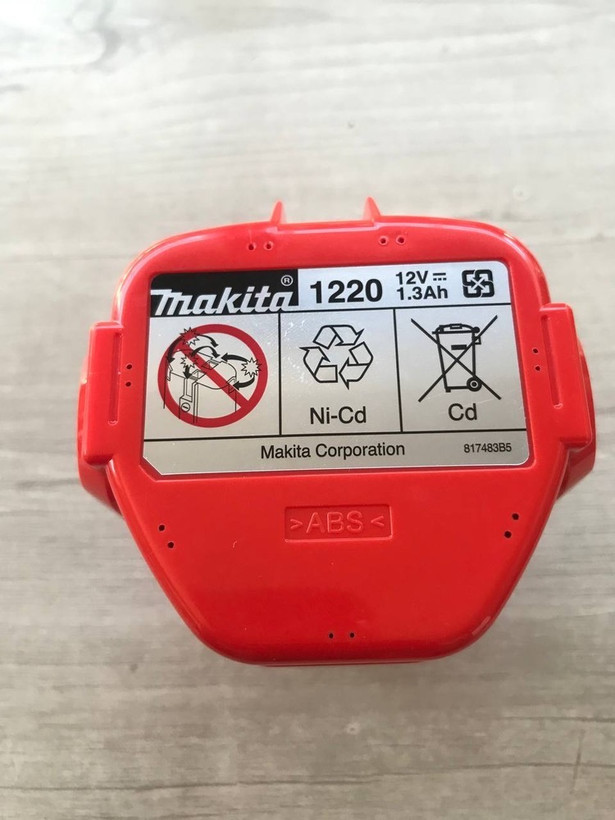 Makita® 1220 12V⎓ 1.3Ah
Ni-Cd
Cd
Makita Corporation 817483B5
>ABS<